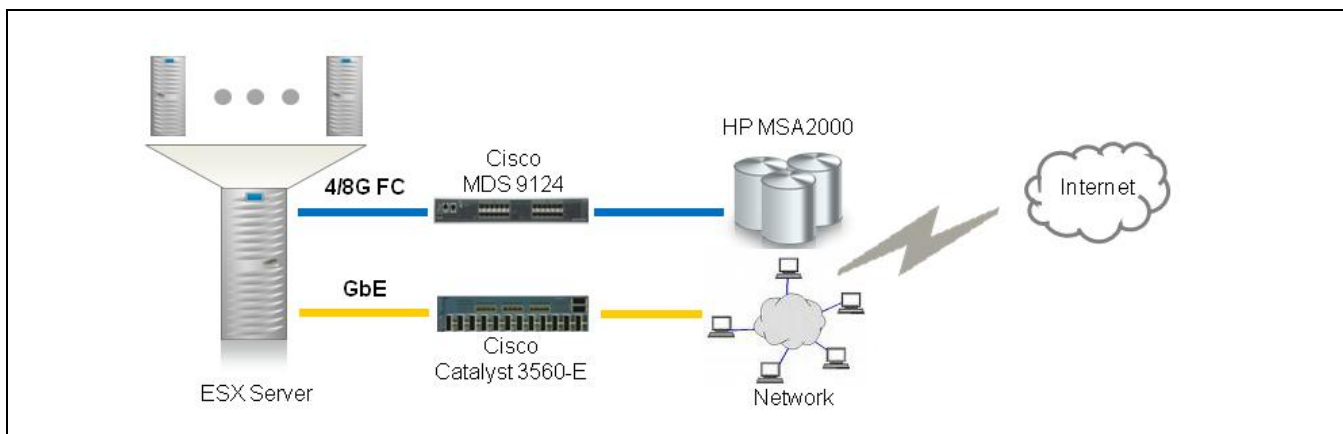 HP MSA2000
Cisco
MDS 9124
4/8G FC
Internet
GbE
Cisco
Catalyst 3560-E
ESX Server
Network